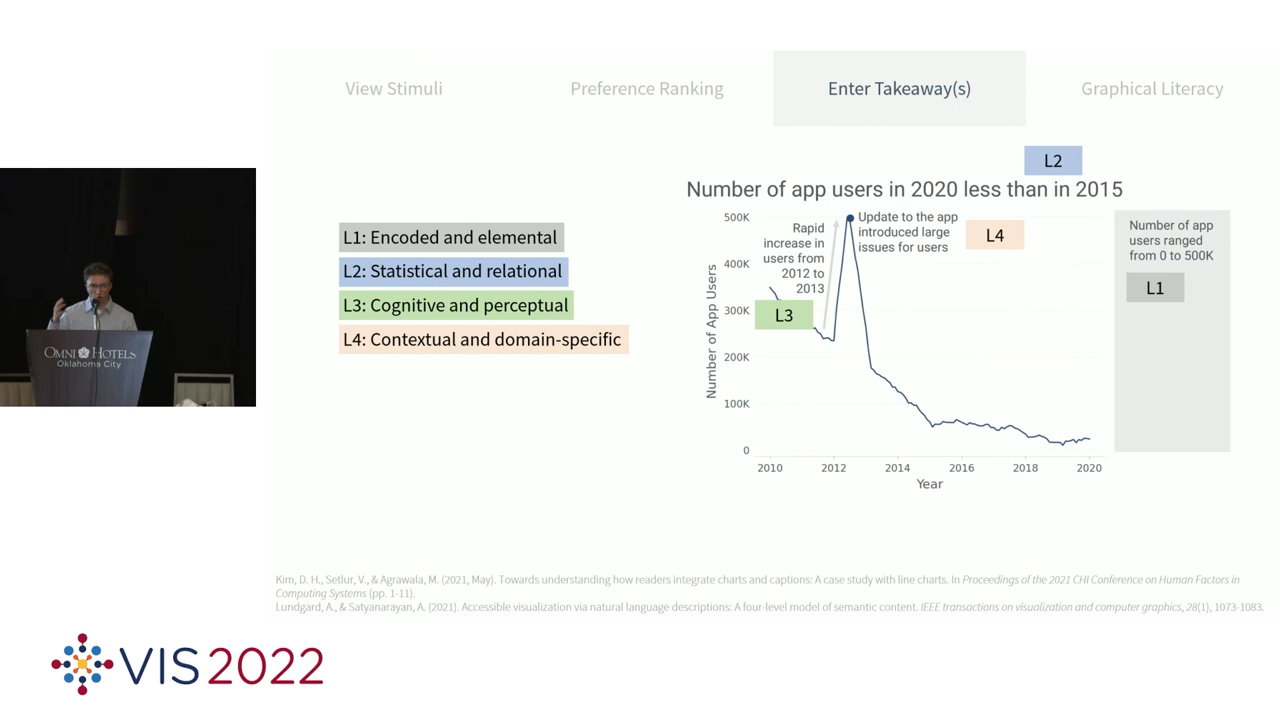 View Stimuli
Preference Ranking
Enter Takeaway(s)
Graphical Literacy
L1: Encoded and elemental
L2: Statistical and relational
L3: Cognitive and perceptual
L4: Contextual and domain-specific
L2
Number of app users in 2020 less than in 2015
Number of App Users
500K
400K
300K
200K
100K
0
Rapid
increase in
users from
2012 to
2013
L3
Update to the app
introduced large
issues for users
L4
Number of app
users ranged
from 0 to 500K
L1
2010
2012
2014
2016
2018
2020
Year
OMNI HOTELS
Oklahoma City
Kim, D. H., Setlur, V., & Agrawala, M. (2021, May). Towards understanding how readers integrate charts and captions: A case study with line charts. In Proceedings of the 2021 CHI Conference on Human Factors in
Computing Systems (pp. 1-11).
Lundgard, A., & Satyanarayan, A. (2021). Accessible visualization via natural language descriptions: A four-level model of semantic content. IEEE transactions on visualization and computer graphics, 28(1), 1073-1083.
VIS2022